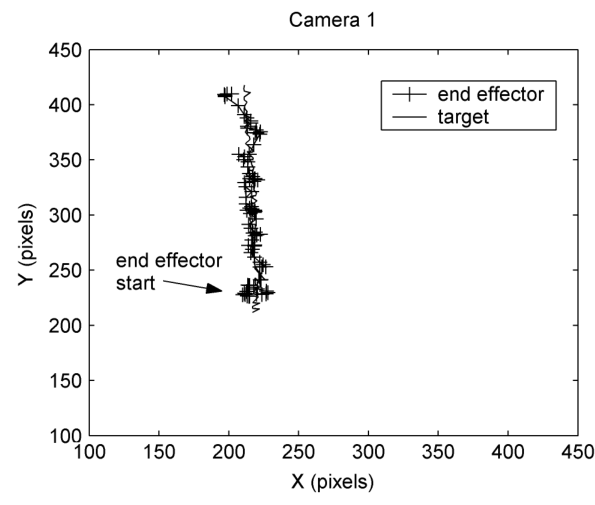 Camera 1
450
400
350
300
250
200
150
100
Y (pixels)
end effector
target
end effector
start
100 150 200 250 300 350 400 450
X (pixels)